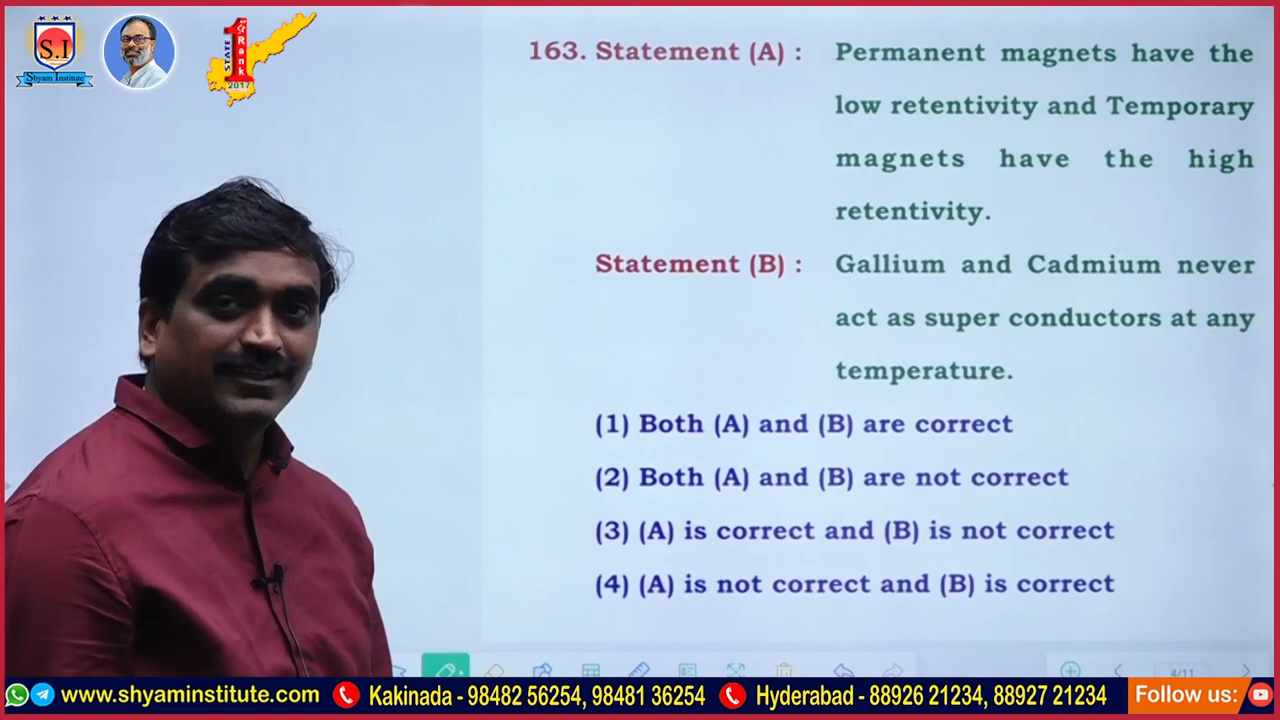 S.I
Shyam Institute
STATE
1
st Rank
2017
163. Statement (A) : Permanent magnets have the
low retentivity and Temporary
magnets have the high
retentivity.
Statement (B) : Gallium and Cadmium never
act as super conductors at any
temperature.
(1) Both (A) and (B) are correct
(2) Both (A) and (B) are not correct
(3) (A) is correct and (B) is not correct
(4) (A) is not correct and (B) is correct
4/11
www.shyaminstitute.com Kakinada - 98482 56254, 98481 36254 Hyderabad - 88926 21234, 88927 21234 Follow us: